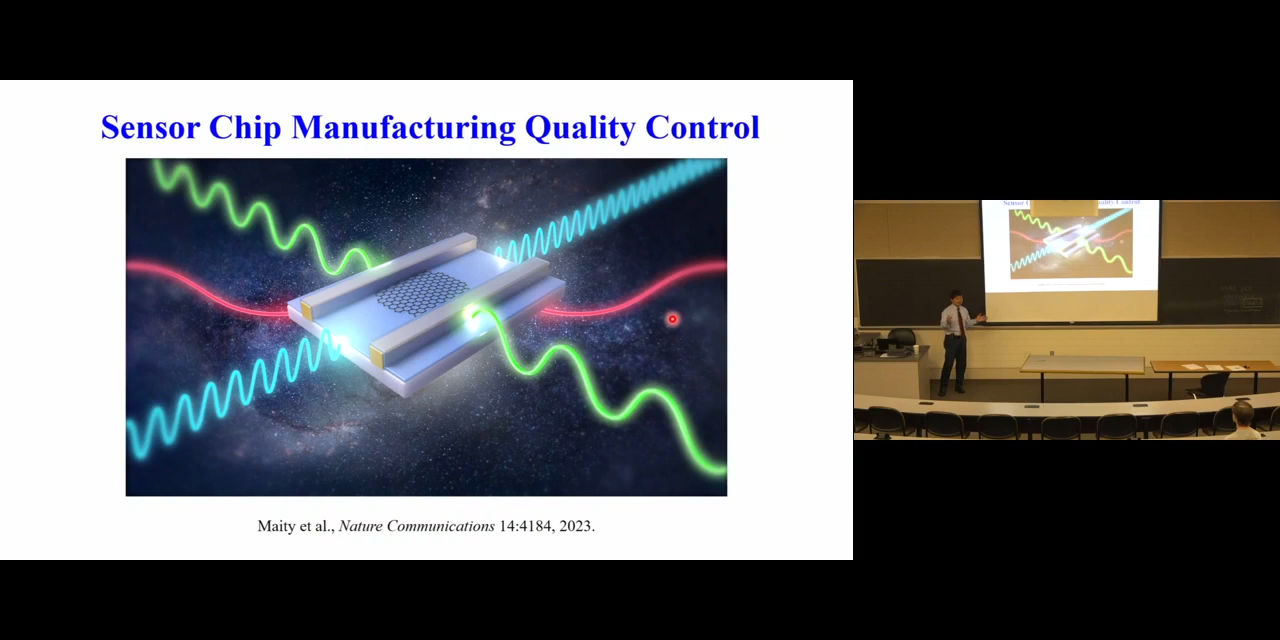 Sensor Chip Manufacturing Quality Control
Maity et al., Nature Communications 14:4184, 2023.